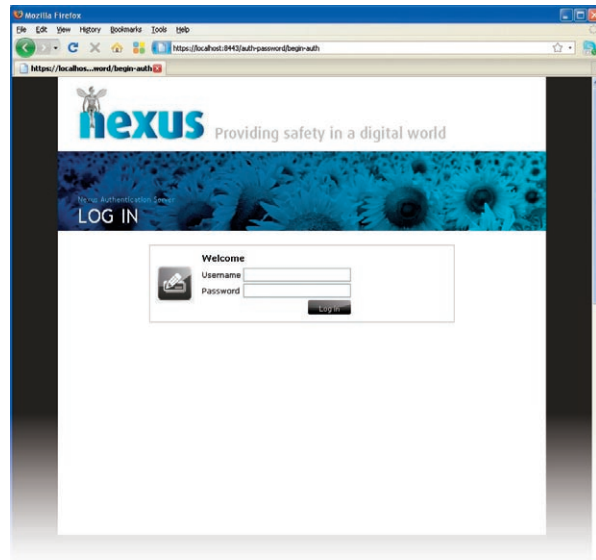 Mozilla Firefox
File Edit View History Bookmarks Tools Help
https://localhost:8443/auth-password/begin-auth
https://localhos...word/begin-auth
nexus Providing safety in a digital world
Nexus Authentication Server
LOG IN
Welcome
Username
Password
Log in